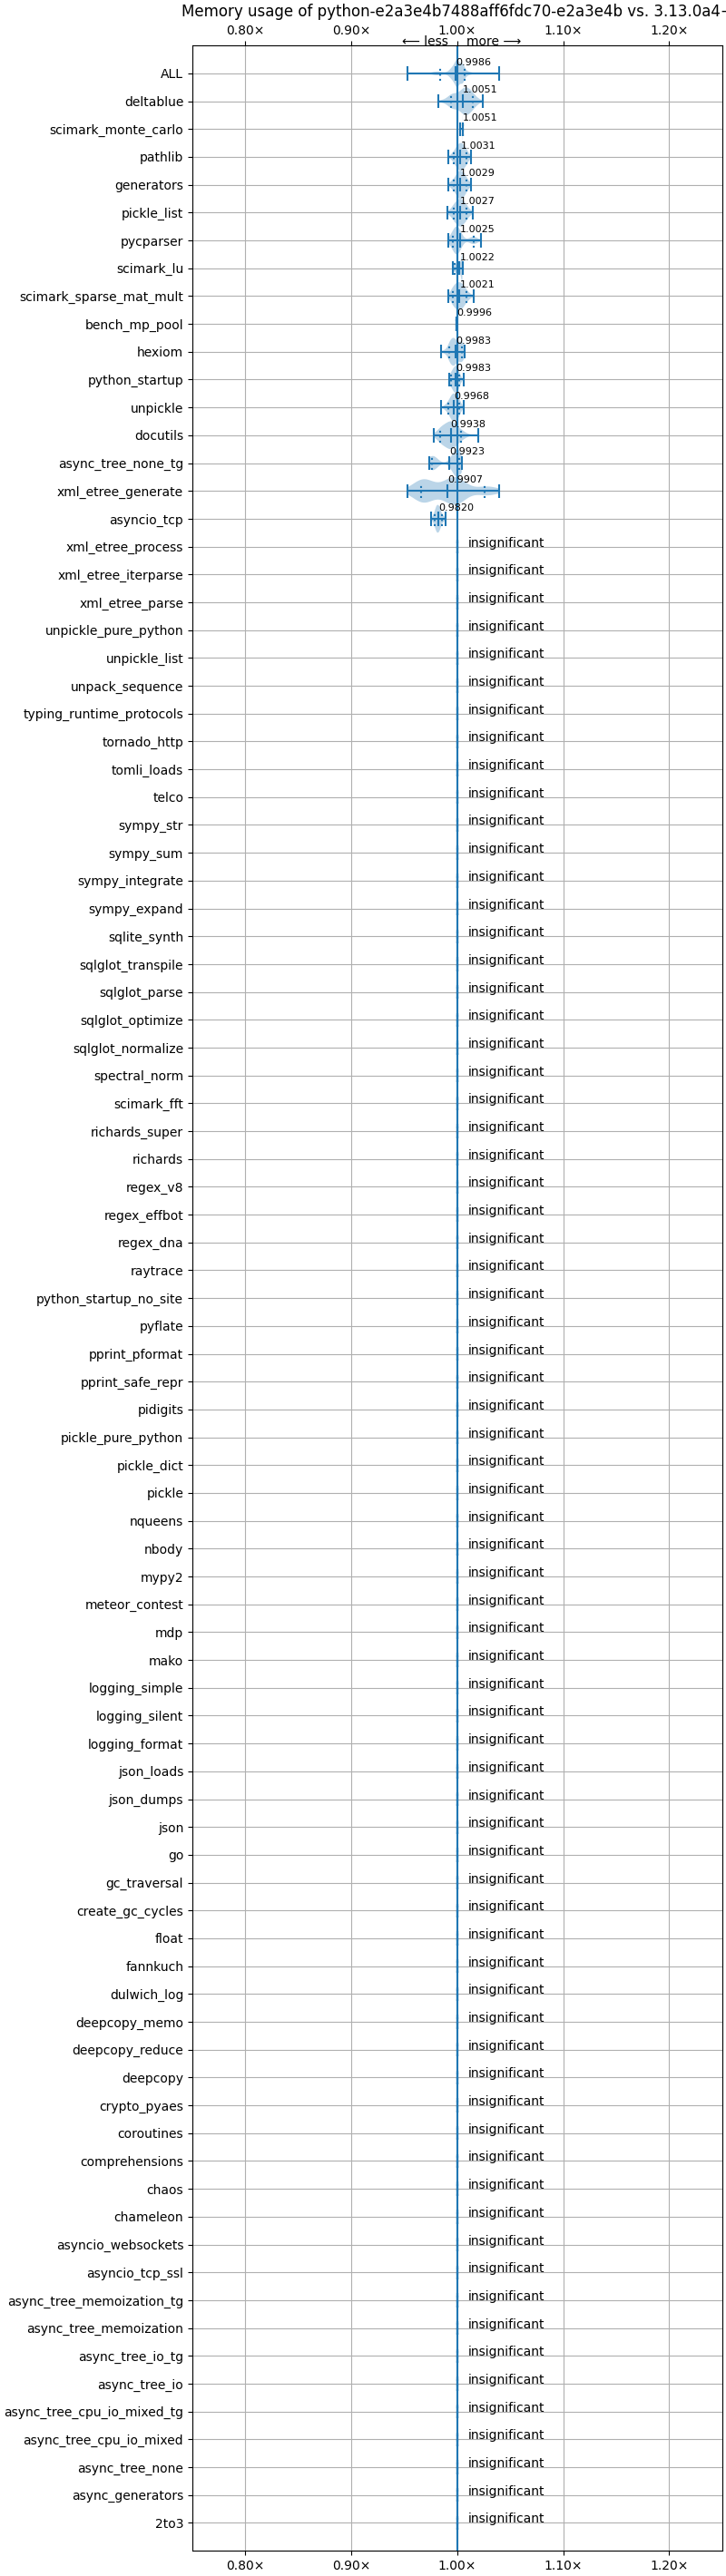 Memory usage of python-e2a3e4b7488aff6fdc70-e2a3e4b vs. 3.13.0a4-
0.80× 0.90× 1.00× 1.10× 1.20×
⟵ less more ⟶
ALL 0.9986
deltablue 1.0051
scimark_monte_carlo 1.0051
pathlib 1.0031
generators 1.0029
pickle_list 1.0027
pycparser 1.0025
scimark_lu 1.0022
scimark_sparse_mat_mult 1.0021
bench_mp_pool 0.9996
hexiom 0.9983
python_startup 0.9983
unpickle 0.9968
docutils 0.9938
async_tree_none_tg 0.9923
xml_etree_generate 0.9907
asyncio_tcp 0.9820
xml_etree_process insignificant
xml_etree_iterparse insignificant
xml_etree_parse insignificant
unpickle_pure_python insignificant
unpickle_list insignificant
unpack_sequence insignificant
typing_runtime_protocols insignificant
tornado_http insignificant
tomli_loads insignificant
telco insignificant
sympy_str insignificant
sympy_sum insignificant
sympy_integrate insignificant
sympy_expand insignificant
sqlite_synth insignificant
sqlglot_transpile insignificant
sqlglot_parse insignificant
sqlglot_optimize insignificant
sqlglot_normalize insignificant
spectral_norm insignificant
scimark_fft insignificant
richards_super insignificant
richards insignificant
regex_v8 insignificant
regex_effbot insignificant
regex_dna insignificant
raytrace insignificant
python_startup_no_site insignificant
pyflate insignificant
pprint_pformat insignificant
pprint_safe_repr insignificant
pidigits insignificant
pickle_pure_python insignificant
pickle_dict insignificant
pickle insignificant
nqueens insignificant
nbody insignificant
mypy2 insignificant
meteor_contest insignificant
mdp insignificant
mako insignificant
logging_simple insignificant
logging_silent insignificant
logging_format insignificant
json_loads insignificant
json_dumps insignificant
json insignificant
go insignificant
gc_traversal insignificant
create_gc_cycles insignificant
float insignificant
fannkuch insignificant
dulwich_log insignificant
deepcopy_memo insignificant
deepcopy_reduce insignificant
deepcopy insignificant
crypto_pyaes insignificant
coroutines insignificant
comprehensions insignificant
chaos insignificant
chameleon insignificant
asyncio_websockets insignificant
asyncio_tcp_ssl insignificant
async_tree_memoization_tg insignificant
async_tree_memoization insignificant
async_tree_io_tg insignificant
async_tree_io insignificant
async_tree_cpu_io_mixed_tg insignificant
async_tree_cpu_io_mixed insignificant
async_tree_none insignificant
async_generators insignificant
2to3 insignificant
0.80× 0.90× 1.00× 1.10× 1.20×